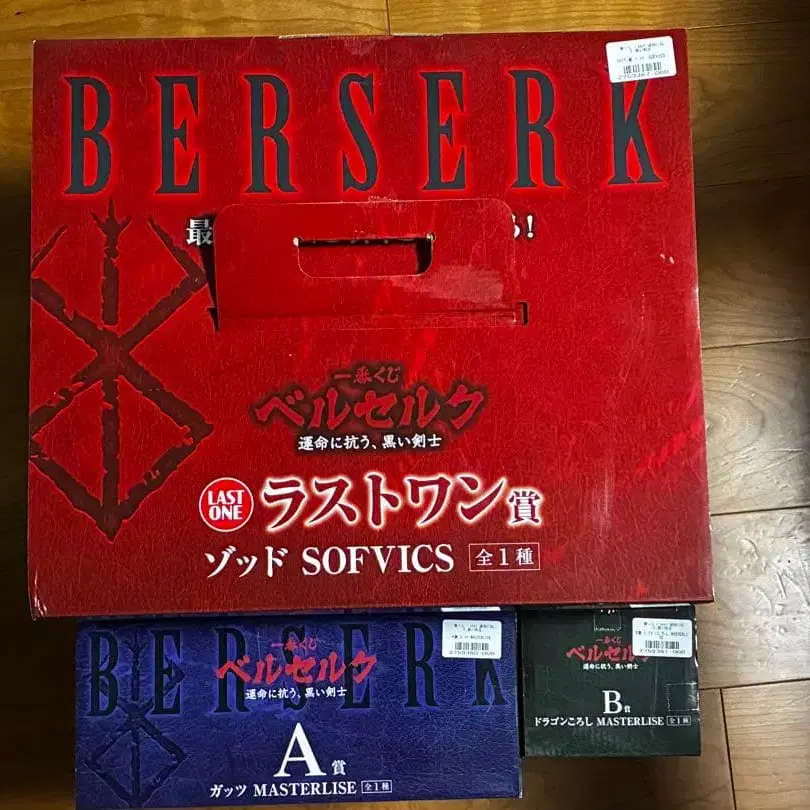 BERSERK
最
る!
一番くじ
ベルセルク
運命に抗う、黒い剣士
LAST
ONE
ラストワン賞
ゾッド SOFVICS 全1種
BERSERK
一番くじ
ベルセルク
運命に抗う、黒い剣士
A賞
ガッツ MASTERLISE 全1種
一番くじ
ベルセルク
運命に抗う、黒い剣士
B賞
ドラゴンころし MASTERLISE 全1種